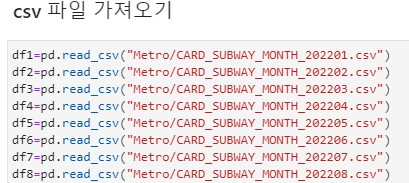 csv 파일 가져오기
df1=pd.read_csv("Metro/CARD_SUBWAY_MONTH_202201.csv")
df2=pd.read_csv("Metro/CARD_SUBWAY_MONTH_202202.csv")
df3=pd.read_csv("Metro/CARD_SUBWAY_MONTH_202203.csv")
df4=pd.read_csv("Metro/CARD_SUBWAY_MONTH_202204.csv")
df5=pd.read_csv("Metro/CARD_SUBWAY_MONTH_202205.csv")
df6=pd.read_csv("Metro/CARD_SUBWAY_MONTH_202206.csv")
df7=pd.read_csv("Metro/CARD_SUBWAY_MONTH_202207.csv")
df8=pd.read_csv("Metro/CARD_SUBWAY_MONTH_202208.csv")